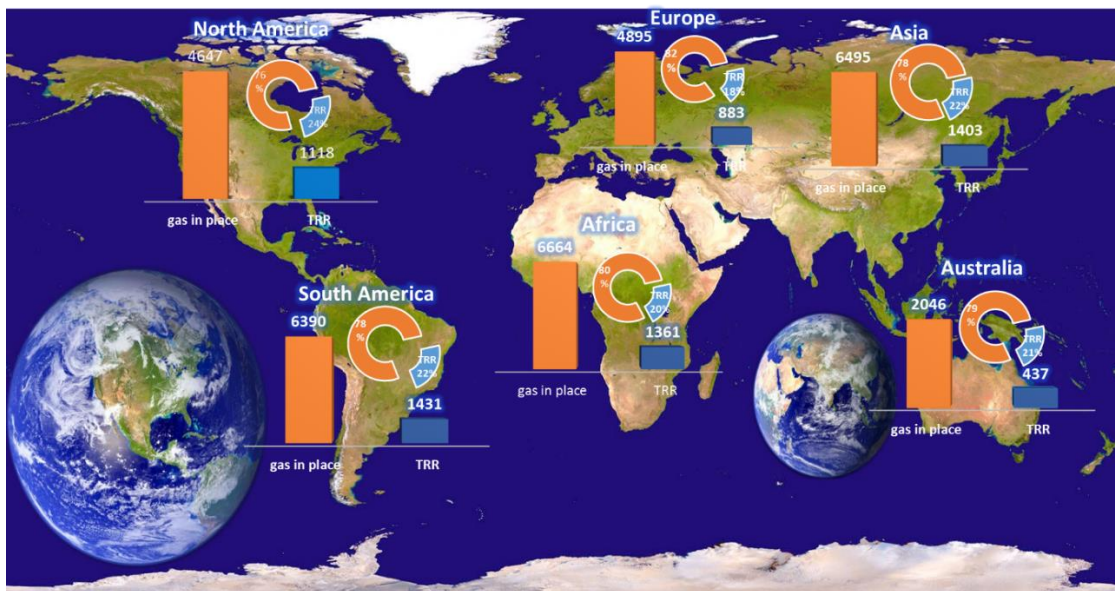 North America
4647
76
%
TRR
24%
1118
gas in place
TRR
Europe
4895
82
%
TRR
18%
883
gas in place
TRR
Asia
6495
78
%
TRR
22%
1403
gas in place
TRR
South America
6390
78
%
TRR
22%
1431
gas in place
TRR
Africa
6664
80
%
TRR
20%
1361
gas in place
TRR
Australia
2046
79
%
TRR
21%
437
gas in place
TRR